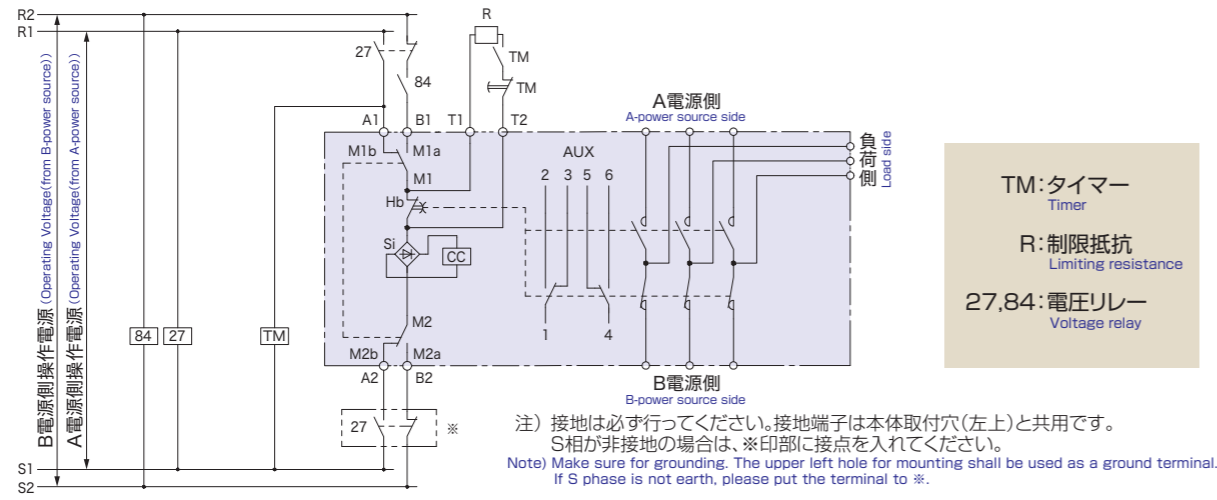 R2
R1
R
27
TM
84
TM
A1 B1 T1 T2
A電源側
A-power source side
M1b M1a
M1
AUX
2 3 5 6
Hb
Si
CC
1 4
M2
M2b M2a
A2 B2
B電源側
B-power source side
負荷側
Load side
B電源側操作電源 (Operating Voltage(from B-power source))
A電源側操作電源 (Operating Voltage(from A-power source))
84 27 TM
27 ※
S1
S2
TM:タイマー
Timer
R:制限抵抗
Limiting resistance
27,84:電圧リレー
Voltage relay
注) 接地は必ず行ってください。接地端子は本体取付穴(左上)と共用です。
S相が非接地の場合は、※印部に接点を入れてください。
Note) Make sure for grounding. The upper left hole for mounting shall be used as a ground terminal.
If S phase is not earth, please put the terminal to ※.